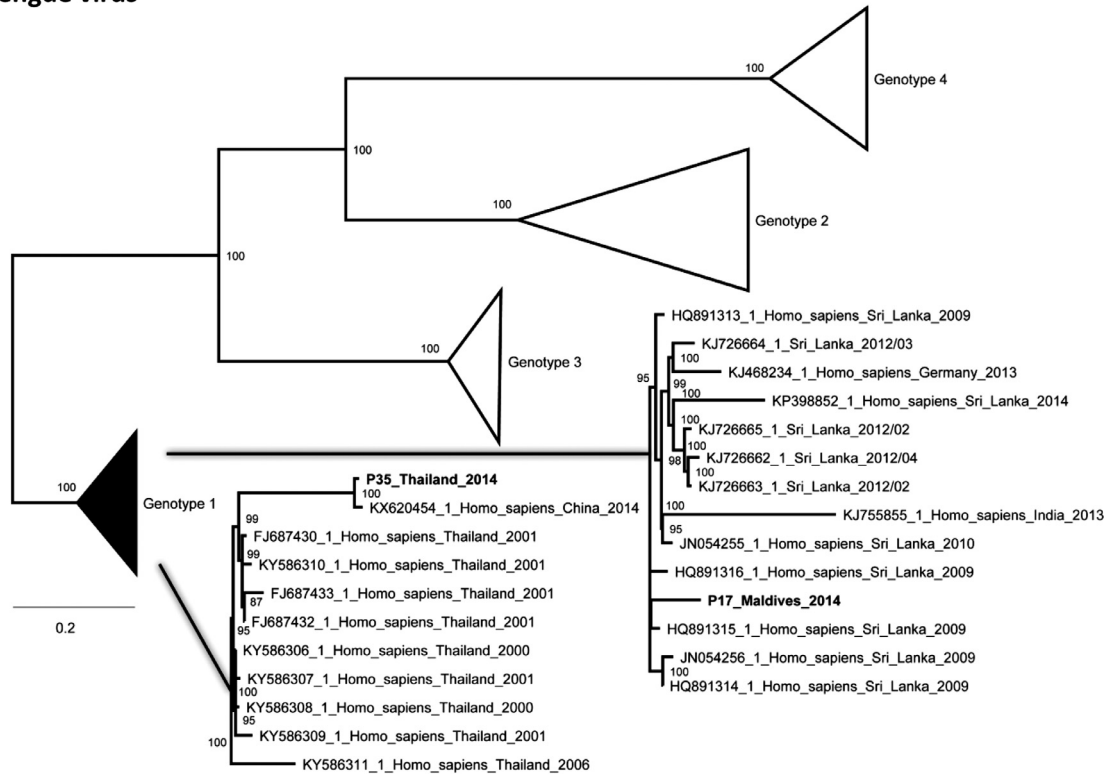 engue virus
100
Genotype 4
100
100
Genotype 2
100
100
Genotype 3
100
Genotype 1
0.2
95
HQ891313_1_Homo_sapiens_Sri_Lanka_2009
KJ726664_1_Sri_Lanka_2012/03
100
KJ468234_1_Homo_sapiens_Germany_2013
99
100
KP398852_1_Homo_sapiens_Sri_Lanka_2014
100
KJ726665_1_Sri_Lanka_2012/02
100
KJ726662_1_Sri_Lanka_2012/04
98
100
KJ726663_1_Sri_Lanka_2012/02
100
KJ755855_1_Homo_sapiens_India_2013
95
JN054255_1_Homo_sapiens_Sri_Lanka_2010
HQ891316_1_Homo_sapiens_Sri_Lanka_2009
P17_Maldives_2014
HQ891315_1_Homo_sapiens_Sri_Lanka_2009
JN054256_1_Homo_sapiens_Sri_Lanka_2009
100
HQ891314_1_Homo_sapiens_Sri_Lanka_2009
P35_Thailand_2014
100
KX620454_1_Homo_sapiens_China_2014
99
FJ687430_1_Homo_sapiens_Thailand_2001
99
KY586310_1_Homo_sapiens_Thailand_2001
FJ687433_1_Homo_sapiens_Thailand_2001
87
FJ687432_1_Homo_sapiens_Thailand_2001
95
KY586306_1_Homo_sapiens_Thailand_2000
KY586307_1_Homo_sapiens_Thailand_2001
100
KY586308_1_Homo_sapiens_Thailand_2000
95
KY586309_1_Homo_sapiens_Thailand_2001
100
KY586311_1_Homo_sapiens_Thailand_2006